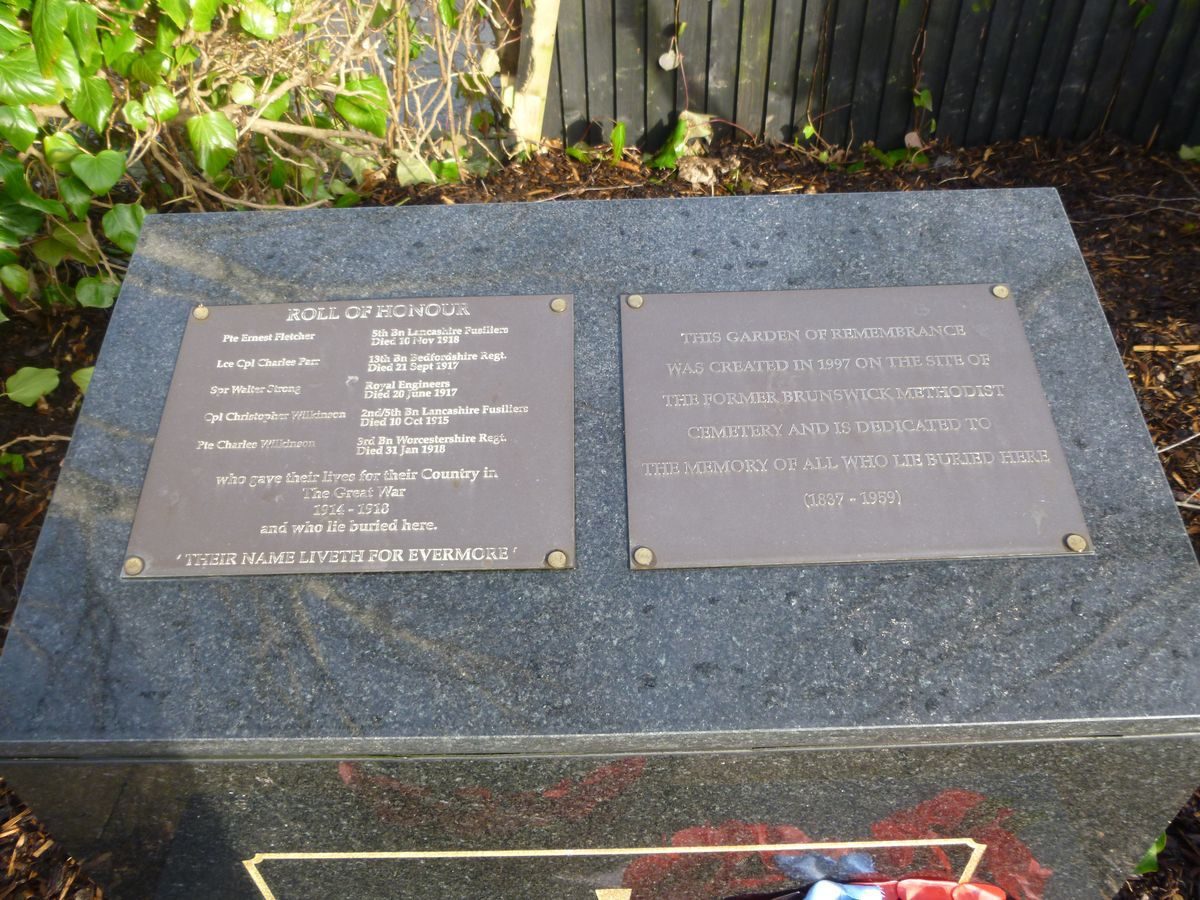 ROLL OF HONOUR
Pte Ernest Fletcher 5th Bn Lancashire Fusiliers
Died 10 Nov 1918
Lce Cpl Charles Parr 13th Bn Bedfordshire Regt.
Died 21 Sept 1917
Spr Walter Strong Royal Engineers
Died 20 June 1917
Cpl Christopher Wilkinson 2nd/5th Bn Lancashire Fusiliers
Died 10 Oct 1915
Pte Charles Wilkinson 3rd Bn Worcestershire Regt.
Died 31 Jan 1918
who gave their lives for their Country in
The Great War
1914 - 1918
and who lie buried here.
' THEIR NAME LIVETH FOR EVERMORE '
THIS GARDEN OF REMEMBRANCE
WAS CREATED IN 1997 ON THE SITE OF
THE FORMER BRUNSWICK METHODIST
CEMETERY AND IS DEDICATED TO
THE MEMORY OF ALL WHO LIE BURIED HERE
(1837 - 1959)